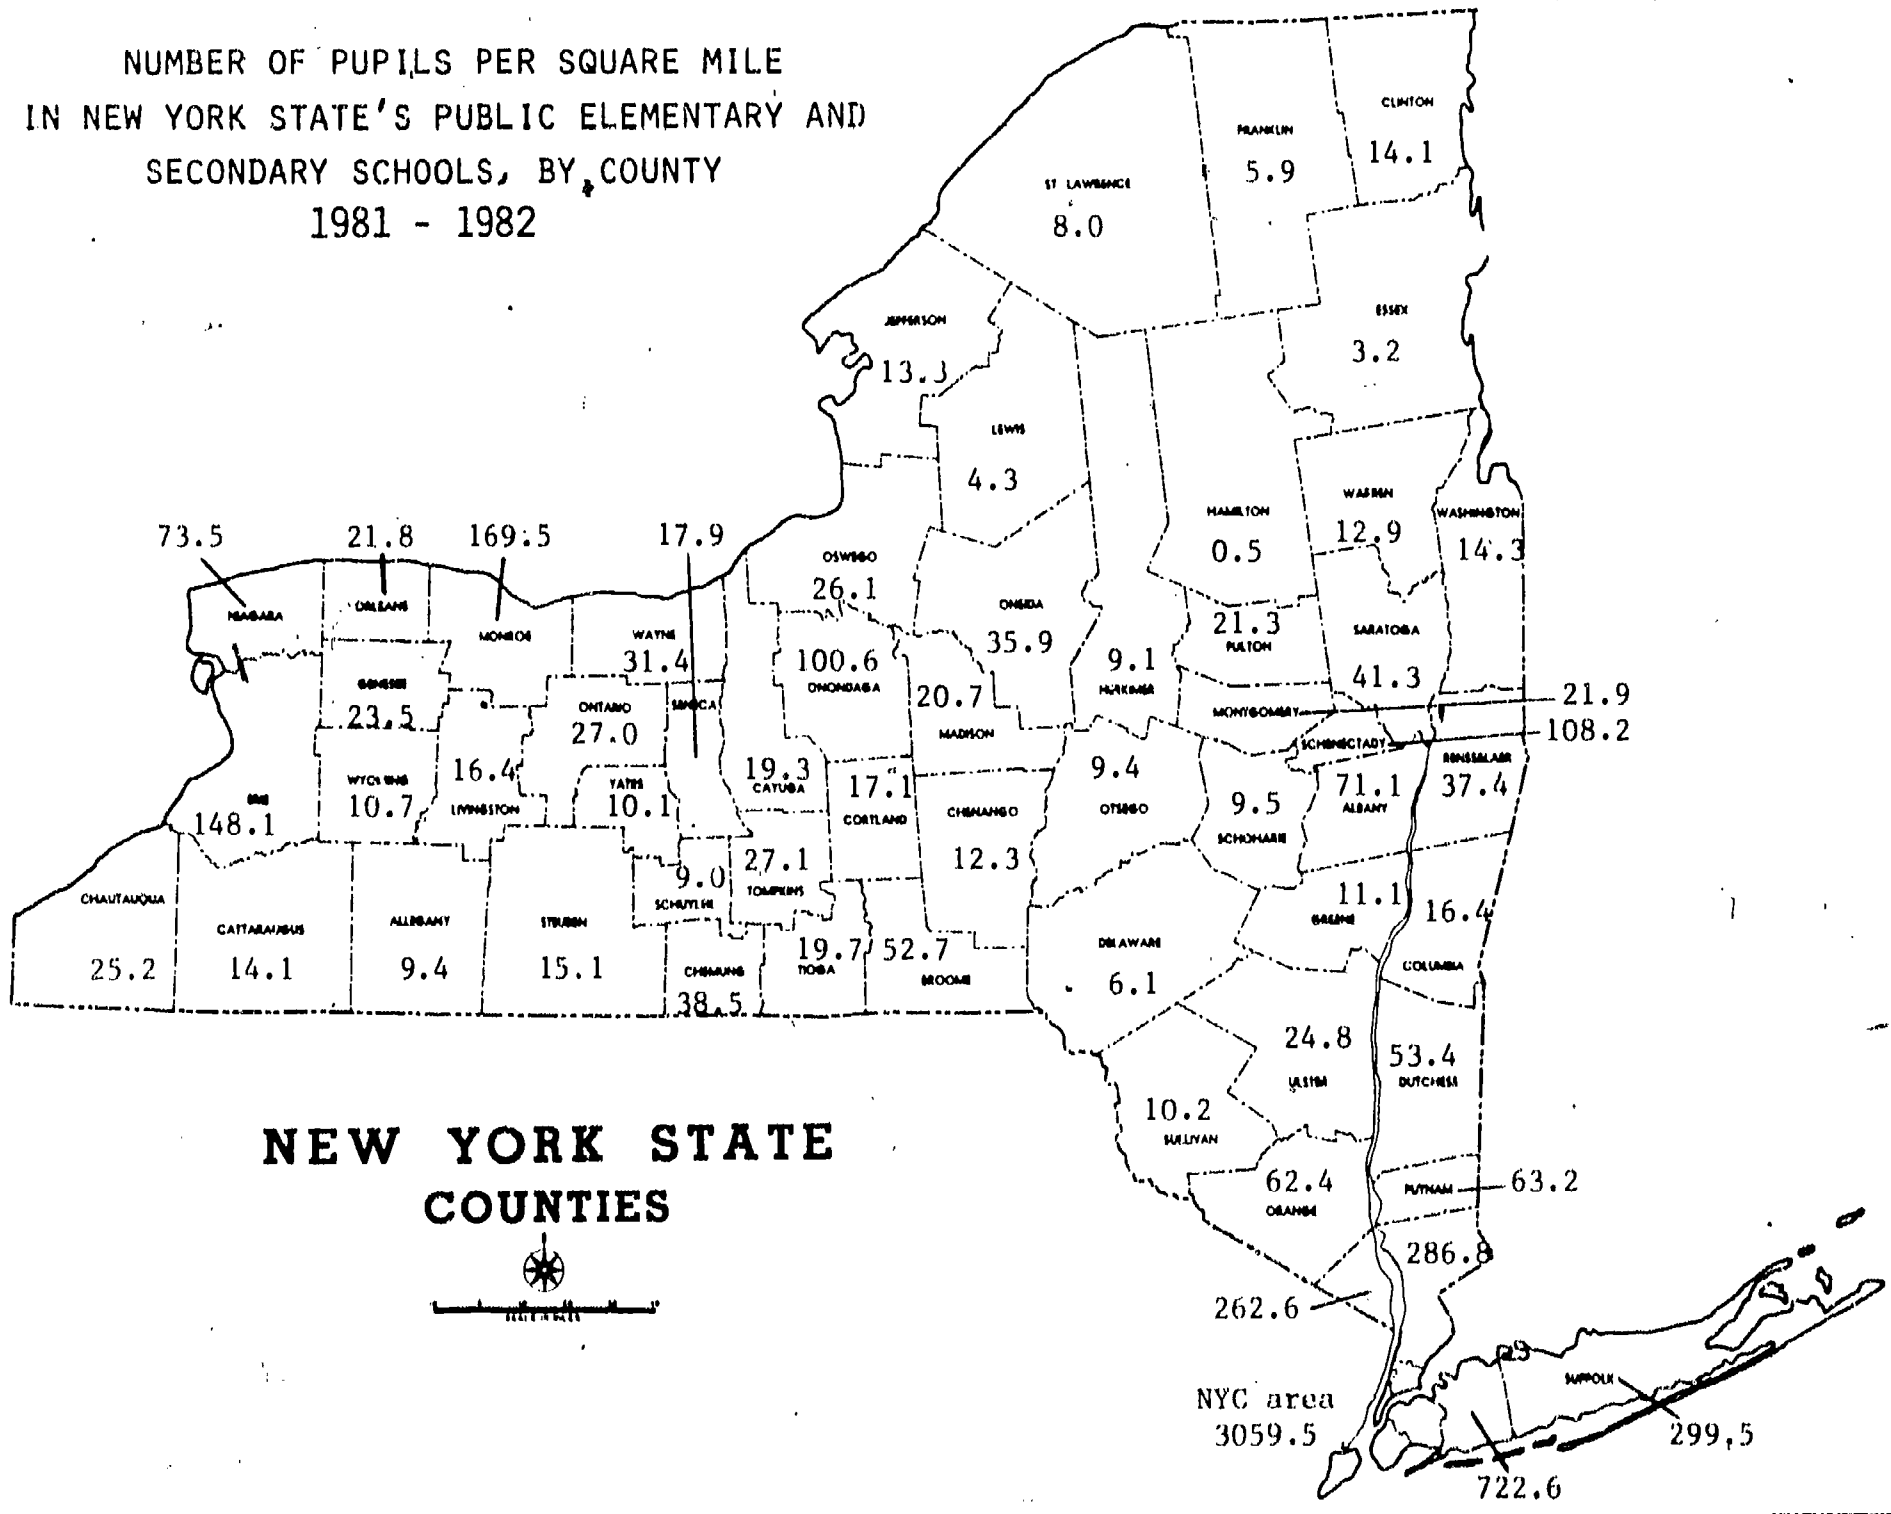 NUMBER OF PUPILS PER SQUARE MILE
IN NEW YORK STATE'S PUBLIC ELEMENTARY AND
SECONDARY SCHOOLS, BY COUNTY
1981 - 1982
CLINTON
14.1
FRANKLIN
5.9
ST LAWRENCE
8.0
JEFFERSON
13.3
ESSEX
3.2
LEWIS
4.3
HAMILTON
0.5
WARREN
12.9
WASHINGTON
14.3
73.5
NIAGARA
21.8
ORLEANS
169.5
MONROE
17.9
SENECA
WAYNE
31.4
OSWEGO
26.1
ONEIDA
35.9
9.1
HERKIMER
21.3
FULTON
SARATOGA
41.3
100.6
ONONDAGA
20.7
MADISON
MONTGOMERY
21.9
SCHENECTADY
108.2
GENESEE
23.5
ONTARIO
27.0
WYOMING
10.7
16.4
LIVINGSTON
YATES
10.1
19.3
CAYUGA
17.1
CORTLAND
CHENANGO
12.3
9.4
OTSEGO
9.5
SCHOHARIE
71.1
ALBANY
RENSSELAER
37.4
ERIE
148.1
CHAUTAUQUA
25.2
CATTARAUGUS
14.1
ALLEGANY
9.4
STEUBEN
15.1
9.0
SCHUYLER
27.1
TOMPKINS
CHEMUNG
38.5
19.7
TIOGA
52.7
BROOME
DELAWARE
6.1
11.1
GREENE
16.4
COLUMBIA
24.8
ULSTER
53.4
DUTCHESS
10.2
SULLIVAN
62.4
ORANGE
PUTNAM
63.2
286.8
262.6
NYC area
3059.5
SUFFOLK
299.5
722.6
NEW YORK STATE
COUNTIES
SCALE IN MILES